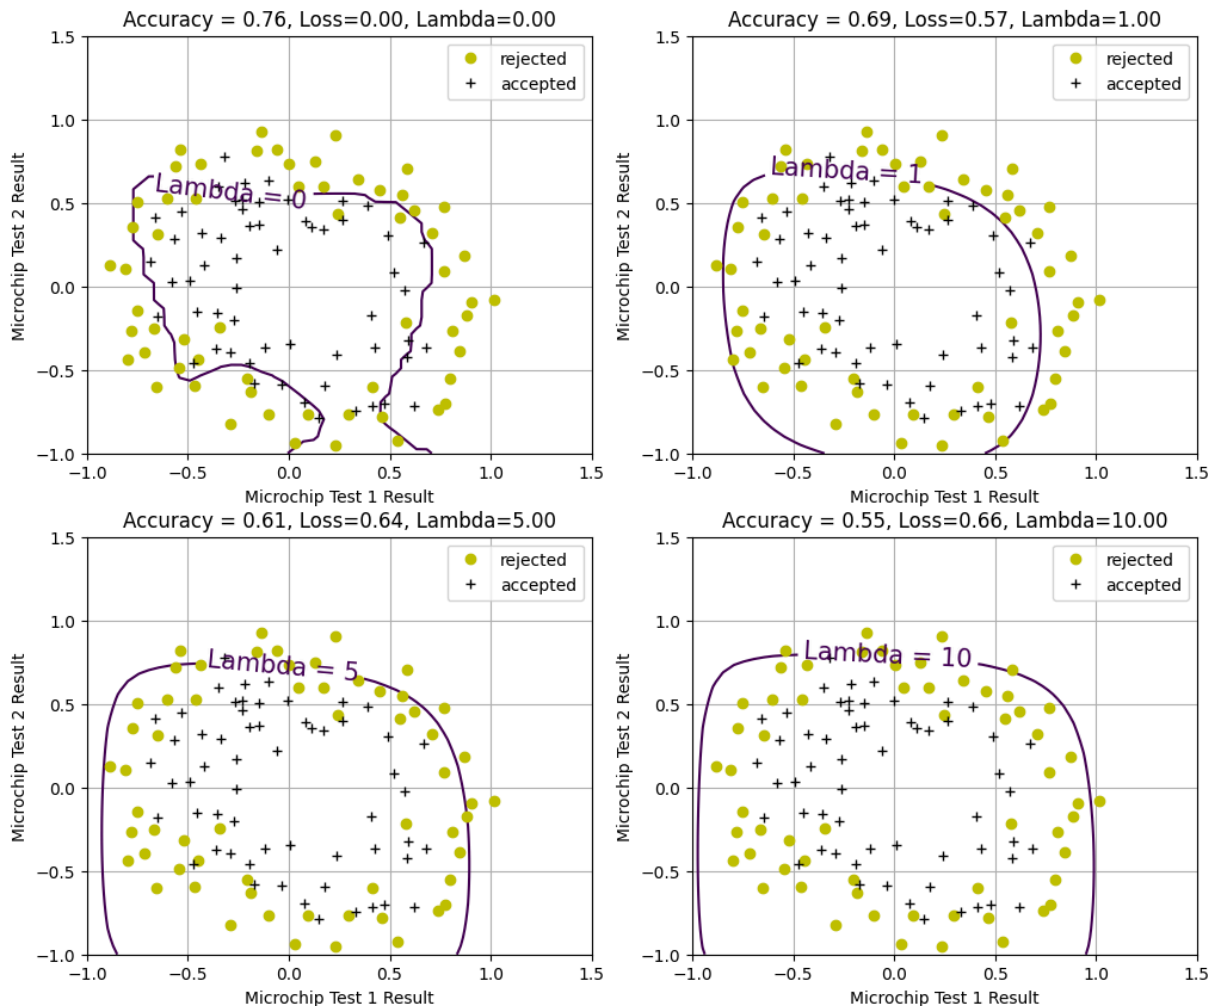 Accuracy = 0.76, Loss=0.00, Lambda=0.00
1.5
1.0
0.5
0.0
−0.5
−1.0
Microchip Test 2 Result
rejected
accepted
Lambda = 0
−1.0 −0.5 0.0 0.5 1.0 1.5
Microchip Test 1 Result
Accuracy = 0.69, Loss=0.57, Lambda=1.00
1.5
1.0
0.5
0.0
−0.5
−1.0
Microchip Test 2 Result
rejected
accepted
Lambda = 1
−1.0 −0.5 0.0 0.5 1.0 1.5
Microchip Test 1 Result
Accuracy = 0.61, Loss=0.64, Lambda=5.00
1.5
1.0
0.5
0.0
−0.5
−1.0
Microchip Test 2 Result
rejected
accepted
Lambda = 5
−1.0 −0.5 0.0 0.5 1.0 1.5
Microchip Test 1 Result
Accuracy = 0.55, Loss=0.66, Lambda=10.00
1.5
1.0
0.5
0.0
−0.5
−1.0
Microchip Test 2 Result
rejected
accepted
Lambda = 10
−1.0 −0.5 0.0 0.5 1.0 1.5
Microchip Test 1 Result